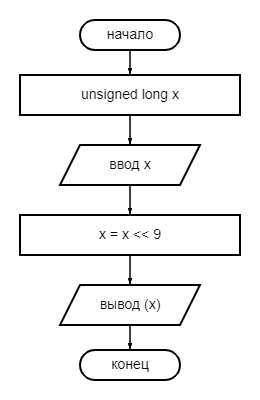 начало
unsigned long x
ввод x
x = x << 9
вывод (x)
конец